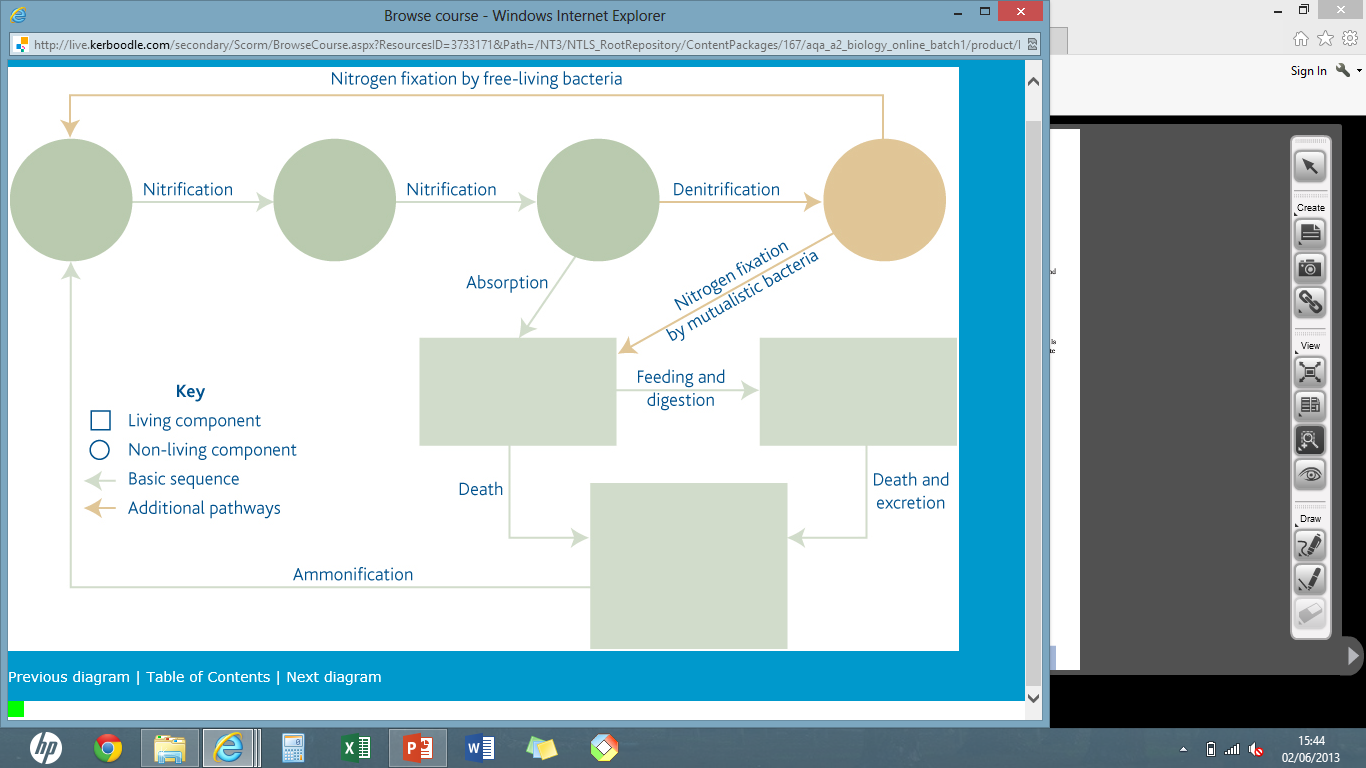 Browse course - Windows Internet Explorer
http://live.kerboodle.com/secondary/Scorm/BrowseCourse.aspx?ResourcesID=3733171&Path=/NT3/NTLS_RootRepository/ContentPackages/167/aqa_a2_biology_online_batch1/product/
Sign In
Nitrogen fixation by free-living bacteria
Nitrification
Nitrification
Denitrification
Absorption
Nitrogen fixation
by mutualistic bacteria
Feeding and
digestion
Key
Living component
Non-living component
Basic sequence
Additional pathways
Death
Death and
excretion
Ammonification
Previous diagram | Table of Contents | Next diagram
Create
View
Draw
hp
15:44
02/06/2013